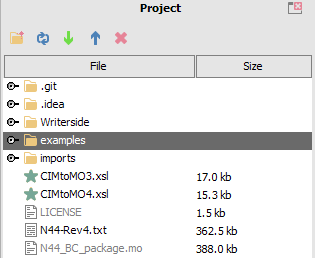 Project
File Size
.git
.idea
Writerside
examples
imports
CIMtoMO3.xsl 17.0 kb
CIMtoMO4.xsl 15.3 kb
LICENSE 1.5 kb
N44-Rev4.txt 362.5 kb
N44_BC_package.mo 388.0 kb